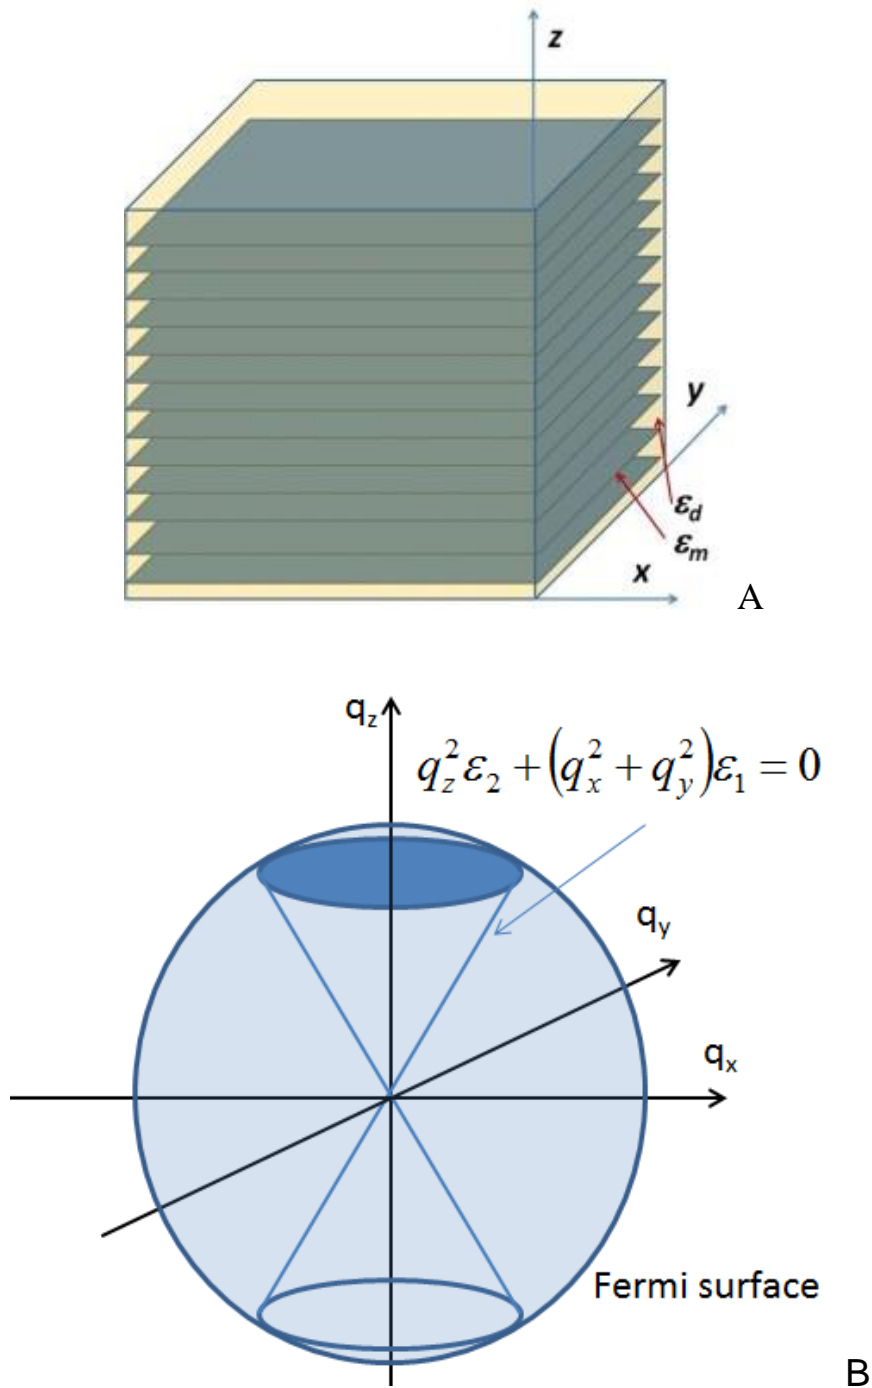 z
y
ε_d
ε_m
x
A
q_z
q_z^2 ε_2 + (q_x^2 + q_y^2) ε_1 = 0
q_y
q_x
Fermi surface
B